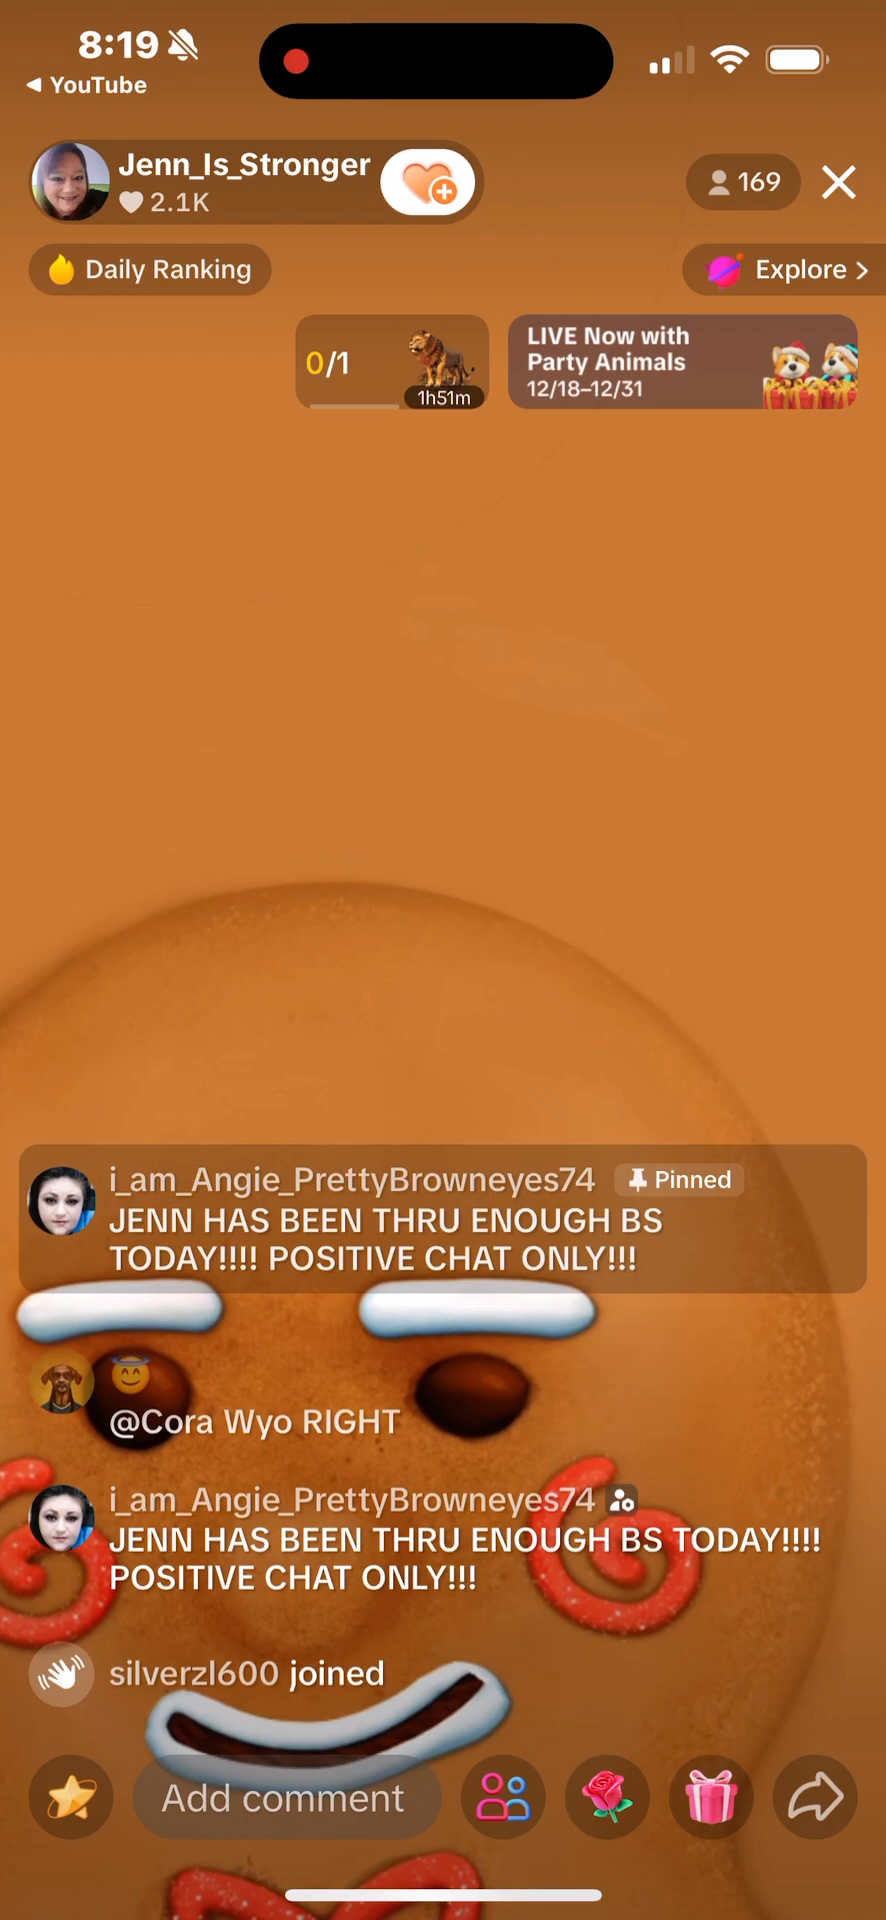 8:19
◀ YouTube
Jenn_Is_Stronger
2.1K
169
Daily Ranking
Explore >
0/1
1h51m
LIVE Now with
Party Animals
12/18–12/31
i_am_Angie_PrettyBrowneyes74 Pinned
JENN HAS BEEN THRU ENOUGH BS
TODAY!!!! POSITIVE CHAT ONLY!!!
😇
@Cora Wyo RIGHT
i_am_Angie_PrettyBrowneyes74
JENN HAS BEEN THRU ENOUGH BS TODAY!!!!
POSITIVE CHAT ONLY!!!
silverzl600 joined
Add comment